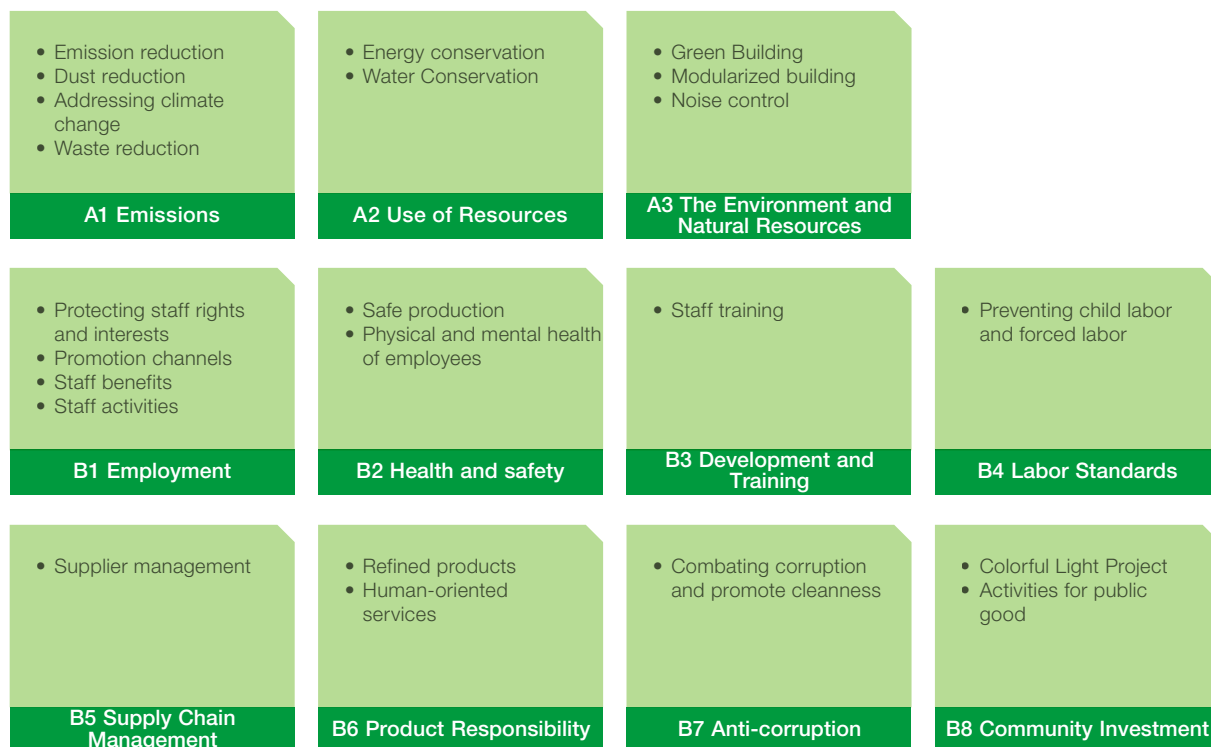 • Emission reduction
• Dust reduction
• Addressing climate
change
• Waste reduction
A1 Emissions
• Energy conservation
• Water Conservation
A2 Use of Resources
• Green Building
• Modularized building
• Noise control
A3 The Environment and
Natural Resources
• Protecting staff rights
and interests
• Promotion channels
• Staff benefits
• Staff activities
B1 Employment
• Safe production
• Physical and mental health
of employees
B2 Health and safety
• Staff training
B3 Development and
Training
• Preventing child labor
and forced labor
B4 Labor Standards
• Supplier management
B5 Supply Chain
Management
• Refined products
• Human-oriented
services
B6 Product Responsibility
• Combating corruption
and promote cleanness
B7 Anti-corruption
• Colorful Light Project
• Activities for public
good
B8 Community Investment